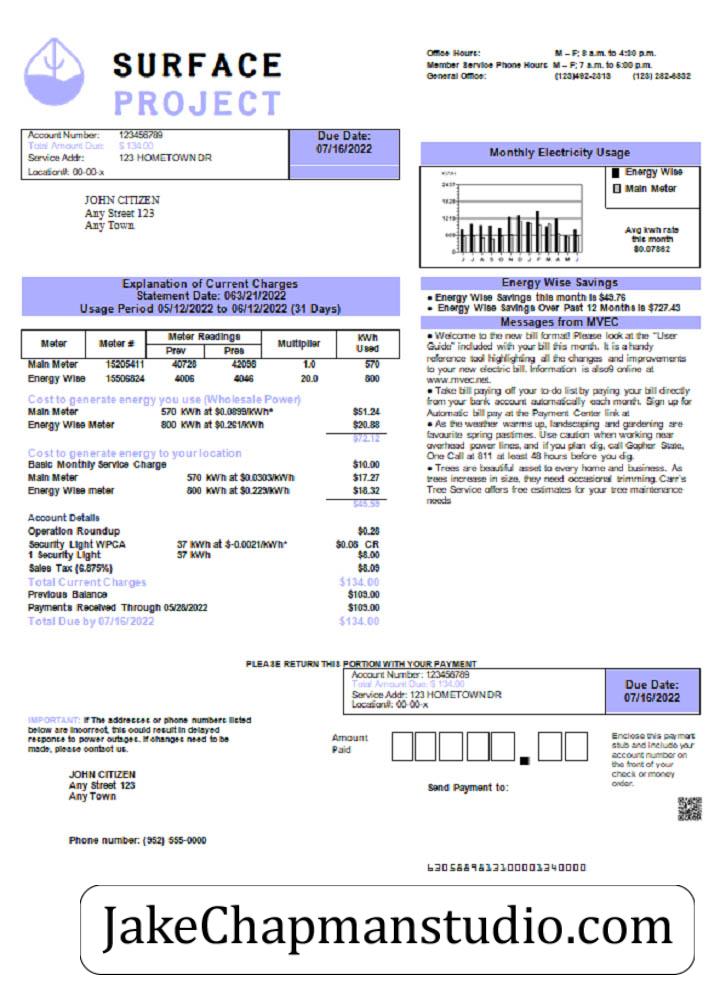 SURFACE
PROJECT
Office Hours: M – F; 8 a.m. to 4:30 p.m.
Member Service Phone Hours M – F; 7 a.m. to 5:00 p.m.
General Office: (123)492-2313 (123) 282-6832
Account Number: 123456789
Total Amount Due: $ 134.00
Service Addr: 123 HOMETOWN DR
Location#: 00-00-x
Due Date:
07/16/2022
JOHN CITIZEN
Any Street 123
Any Town
Monthly Electricity Usage
Energy Wise
Main Meter
J J A S O N D J F M A M J
Avg kwh rate
this month
$0.07862
Explanation of Current Charges
Statement Date: 063/21/2022
Usage Period 05/12/2022 to 06/12/2022 (31 Days)
Meter Meter # Meter Readings Multiplier KWh
Prev Pres Used
Main Meter 15205411 40728 42098 1.0 570
Energy Wise 15506824 4006 4046 20.0 800
Cost to generate energy you use (Wholesale Power)
Main Meter 570 kWh at $0.0899/kWh* $51.24
Energy Wise Meter 800 kWh at $0.261/kWh $20.88
$72.12
Cost to generate energy to your location
Basic Monthly Service Charge $10.00
Main Meter 570 kWh at $0.0303/kWh $17.27
Energy Wise meter 800 kWh at $0.229/kWh $18.32
$45.59
Account Details
Operation Roundup $0.28
Security Light WPCA 37 kWh at $-0.0021/kWh* $0.08 CR
1 Security Light 37 kWh $8.00
Sales Tax (6.875%) $8.09
Total Current Charges $134.00
Previous Balance $103.00
Payments Received Through 05/28/2022 $103.00
Total Due by 07/16/2022 $134.00
Energy Wise Savings
• Energy Wise Savings this month is $43.76
• Energy Wise Savings Over Past 12 Months is $727.43
Messages from MVEC
• Welcome to the new bill format! Please look at the “User
Guide” included with your bill this month. It is a handy
reference tool highlighting all the changes and improvements
to your new electric bill. Information is also9 online at
www.mvec.net.
• Take bill paying off your to-do list by paying your bill directly
from your bank account automatically each month. Sign up for
Automatic bill pay at the Payment Center link at
• As the weather warms up, landscaping and gardening are
favourite spring pastimes. Use caution when working near
overhead power lines, and if you plan dig, call Gopher State,
One Call at 811 at least 48 hours before you dig.
• Trees are beautiful asset to every home and business. As
trees increase in size, they need occasional trimming. Carr's
Tree Service offers free estimates for your tree maintenance
needs
PLEASE RETURN THIS PORTION WITH YOUR PAYMENT
Account Number: 123456789
Total Amount Due: $ 134.00
Service Addr: 123 HOMETOWN DR
Location#: 00-00-x
Due Date:
07/16/2022
IMPORTANT: If The addresses or phone numbers listed
below are incorrect, this could result in delayed
response to power outages. If changes need to be
made, please contact us.
Amount
Paid
Enclose this payment
stub and include your
account number on
the front of your
check or money
order.
JOHN CITIZEN
Any Street 123
Any Town
Send Payment to:
Phone number: (952) 555-0000
JakeChapmanstudio.com